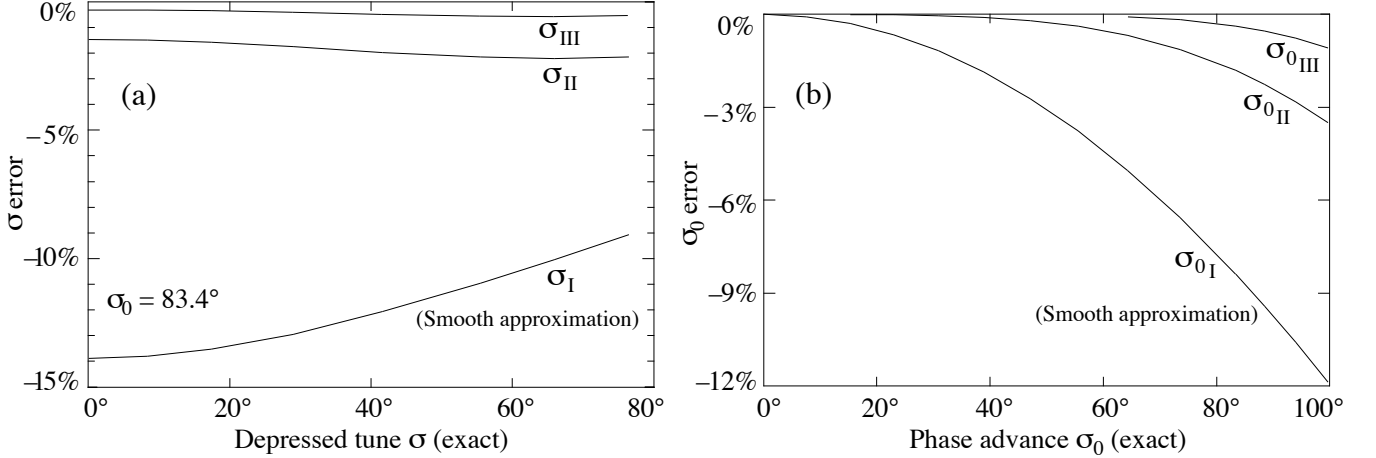 0%
−5%
−10%
−15%
σ error
(a)
σIII
σII
σI
(Smooth approximation)
σ0 = 83.4°
0° 20° 40° 60° 80°
Depressed tune σ (exact)
0%
−3%
−6%
−9%
−12%
σ0 error
(b)
σ0III
σ0II
σ0I
(Smooth approximation)
0° 20° 40° 60° 80° 100°
Phase advance σ0 (exact)